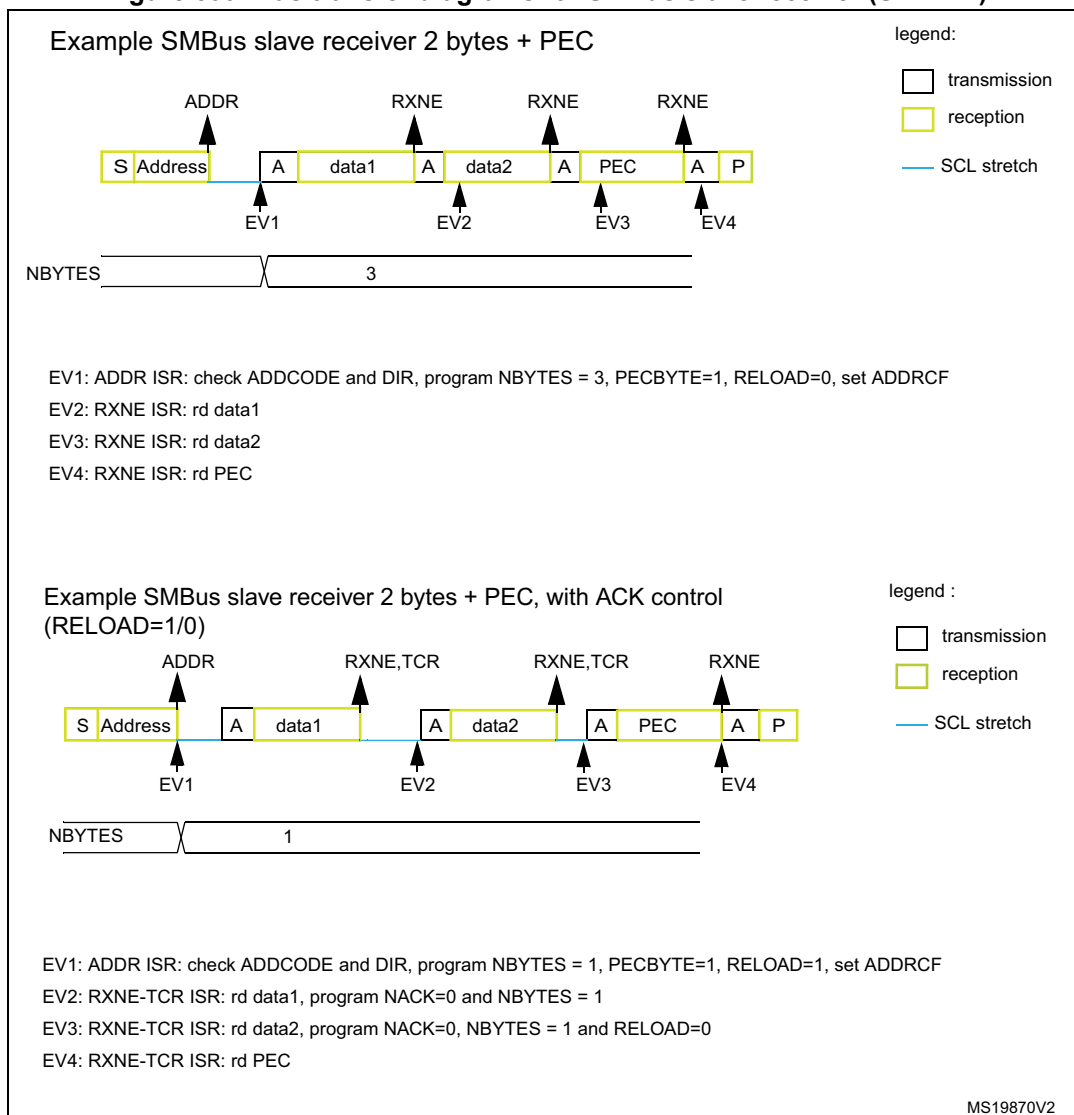 Example SMBus slave receiver 2 bytes + PEC
legend:
transmission
reception
SCL stretch
ADDR RXNE RXNE RXNE
S Address A data1 A data2 A PEC A P
EV1 EV2 EV3 EV4
NBYTES 3
EV1: ADDR ISR: check ADDCODE and DIR, program NBYTES = 3, PECBYTE=1, RELOAD=0, set ADDRCF
EV2: RXNE ISR: rd data1
EV3: RXNE ISR: rd data2
EV4: RXNE ISR: rd PEC
Example SMBus slave receiver 2 bytes + PEC, with ACK control
(RELOAD=1/0)
legend :
transmission
reception
SCL stretch
ADDR RXNE,TCR RXNE,TCR RXNE
S Address A data1 A data2 A PEC A P
EV1 EV2 EV3 EV4
NBYTES 1
EV1: ADDR ISR: check ADDCODE and DIR, program NBYTES = 1, PECBYTE=1, RELOAD=1, set ADDRCF
EV2: RXNE-TCR ISR: rd data1, program NACK=0 and NBYTES = 1
EV3: RXNE-TCR ISR: rd data2, program NACK=0, NBYTES = 1 and RELOAD=0
EV4: RXNE-TCR ISR: rd PEC
MS19870V2